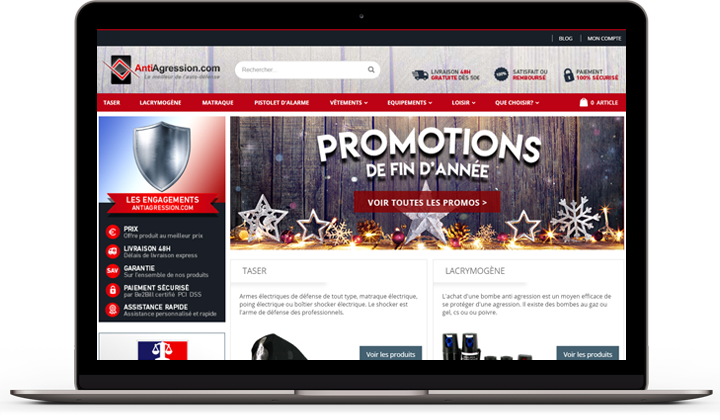 BLOG
MON COMPTE
AntiAgression.com
Le meilleur de l'auto-défense
Rechercher...
LIVRAISON 48H
GRATUITE DÈS 50€
100%
SATISFAIT OU
REMBOURSÉ
PAIEMENT
100% SÉCURISÉ
TASER
LACRYMOGÈNE
MATRAQUE
PISTOLET D'ALARME
VÊTEMENTS
EQUIPEMENTS
LOISIR
QUE CHOISIR?
0 ARTICLE
LES ENGAGEMENTS
ANTIAGRESSION.COM
€
PRIX
Offre produit au meilleur prix
LIVRAISON 48H
Délais de livraison express
SAV
GARANTIE
Sur l'ensemble de nos produits
PAIEMENT SÉCURISÉ
par Be2Bill certifié PCI DSS
ASSISTANCE RAPIDE
Assistance personnalisé et rapide
PROMOTIONS
DE FIN D'ANNÉE
VOIR TOUTES LES PROMOS >
TASER
Armes électriques de défense de tout type, matraque électrique,
poing électrique ou boîtier shocker électrique. Le shocker est
l'arme de défense des professionnels.
Voir les produits
LACRYMOGÈNE
L'achat d'une bombe anti agression est un moyen efficace de
se protéger d'une agression. Il existe des bombes au gaz ou
gel, cs ou ou poivre.
Voir les produits